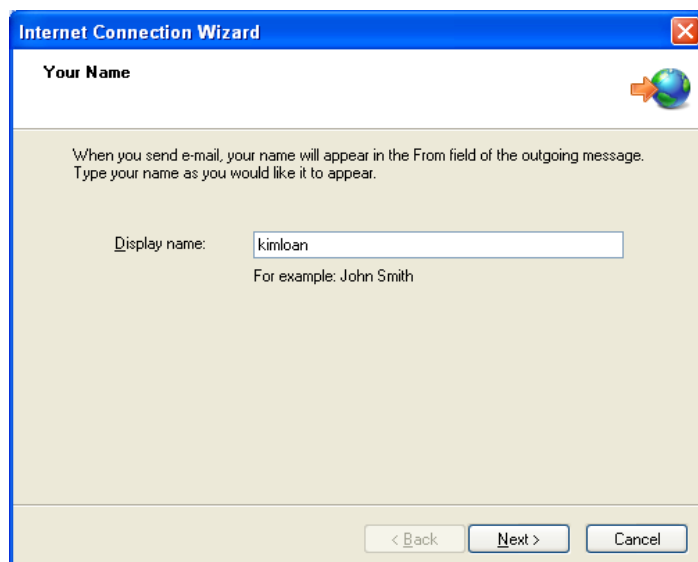 Internet Connection Wizard
Your Name
When you send e-mail, your name will appear in the From field of the outgoing message.
Type your name as you would like it to appear.
Display name: kimloan
For example: John Smith
< Back Next > Cancel